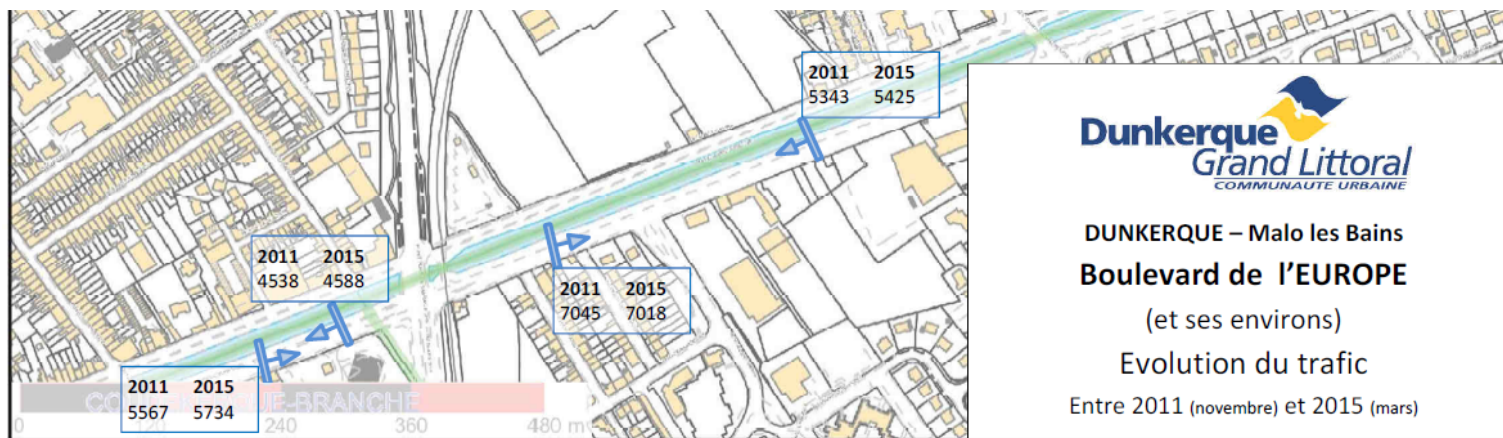 2011 2015
5343 5425
2011 2015
4538 4588
2011 2015
7045 7018
2011 2015
5567 5734
0 120 240 360 480
Dunkerque
Grand Littoral
COMMUNAUTE URBAINE
DUNKERQUE – Malo les Bains
Boulevard de l'EUROPE
(et ses environs)
Evolution du trafic
Entre 2011 (novembre) et 2015 (mars)